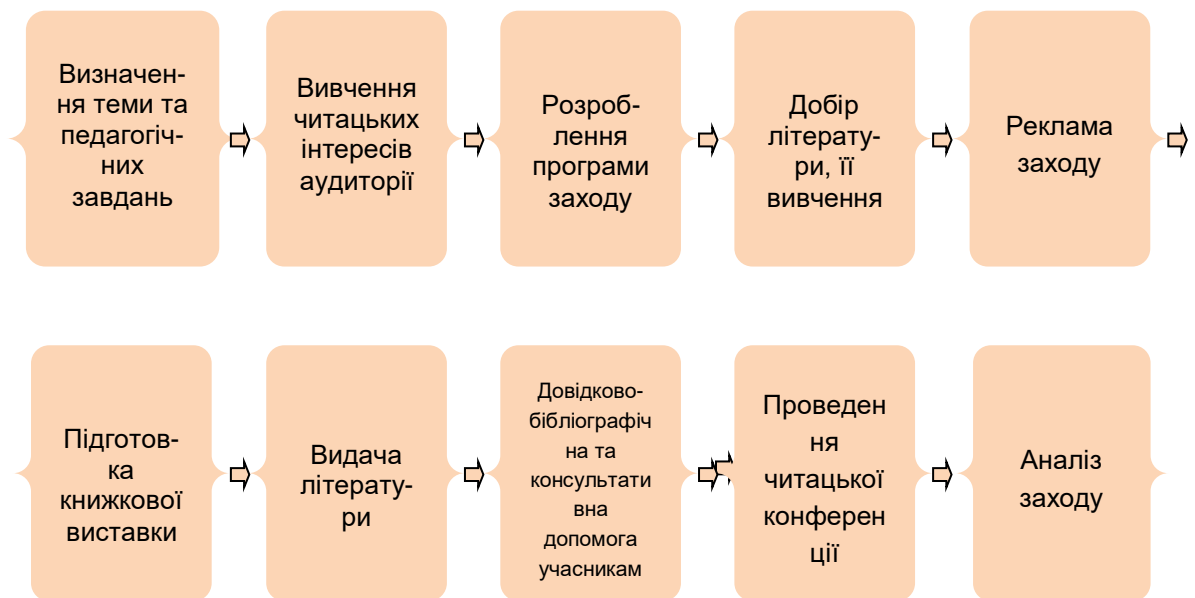 Визначен-
ня теми та
педагогіч-
них
завдань
Вивчення
читацьких
інтересів
аудиторії
Розроб-
лення
програми
заходу
Добір
літерату-
ри, її
вивчення
Реклама
заходу
Підготов-
ка
книжкової
виставки
Видача
літерату-
ри
Довідково-
бібліографіч
на та
консультати
вна
допомога
учасникам
Проведен
ня
читацької
конферен
ції
Аналіз
заходу